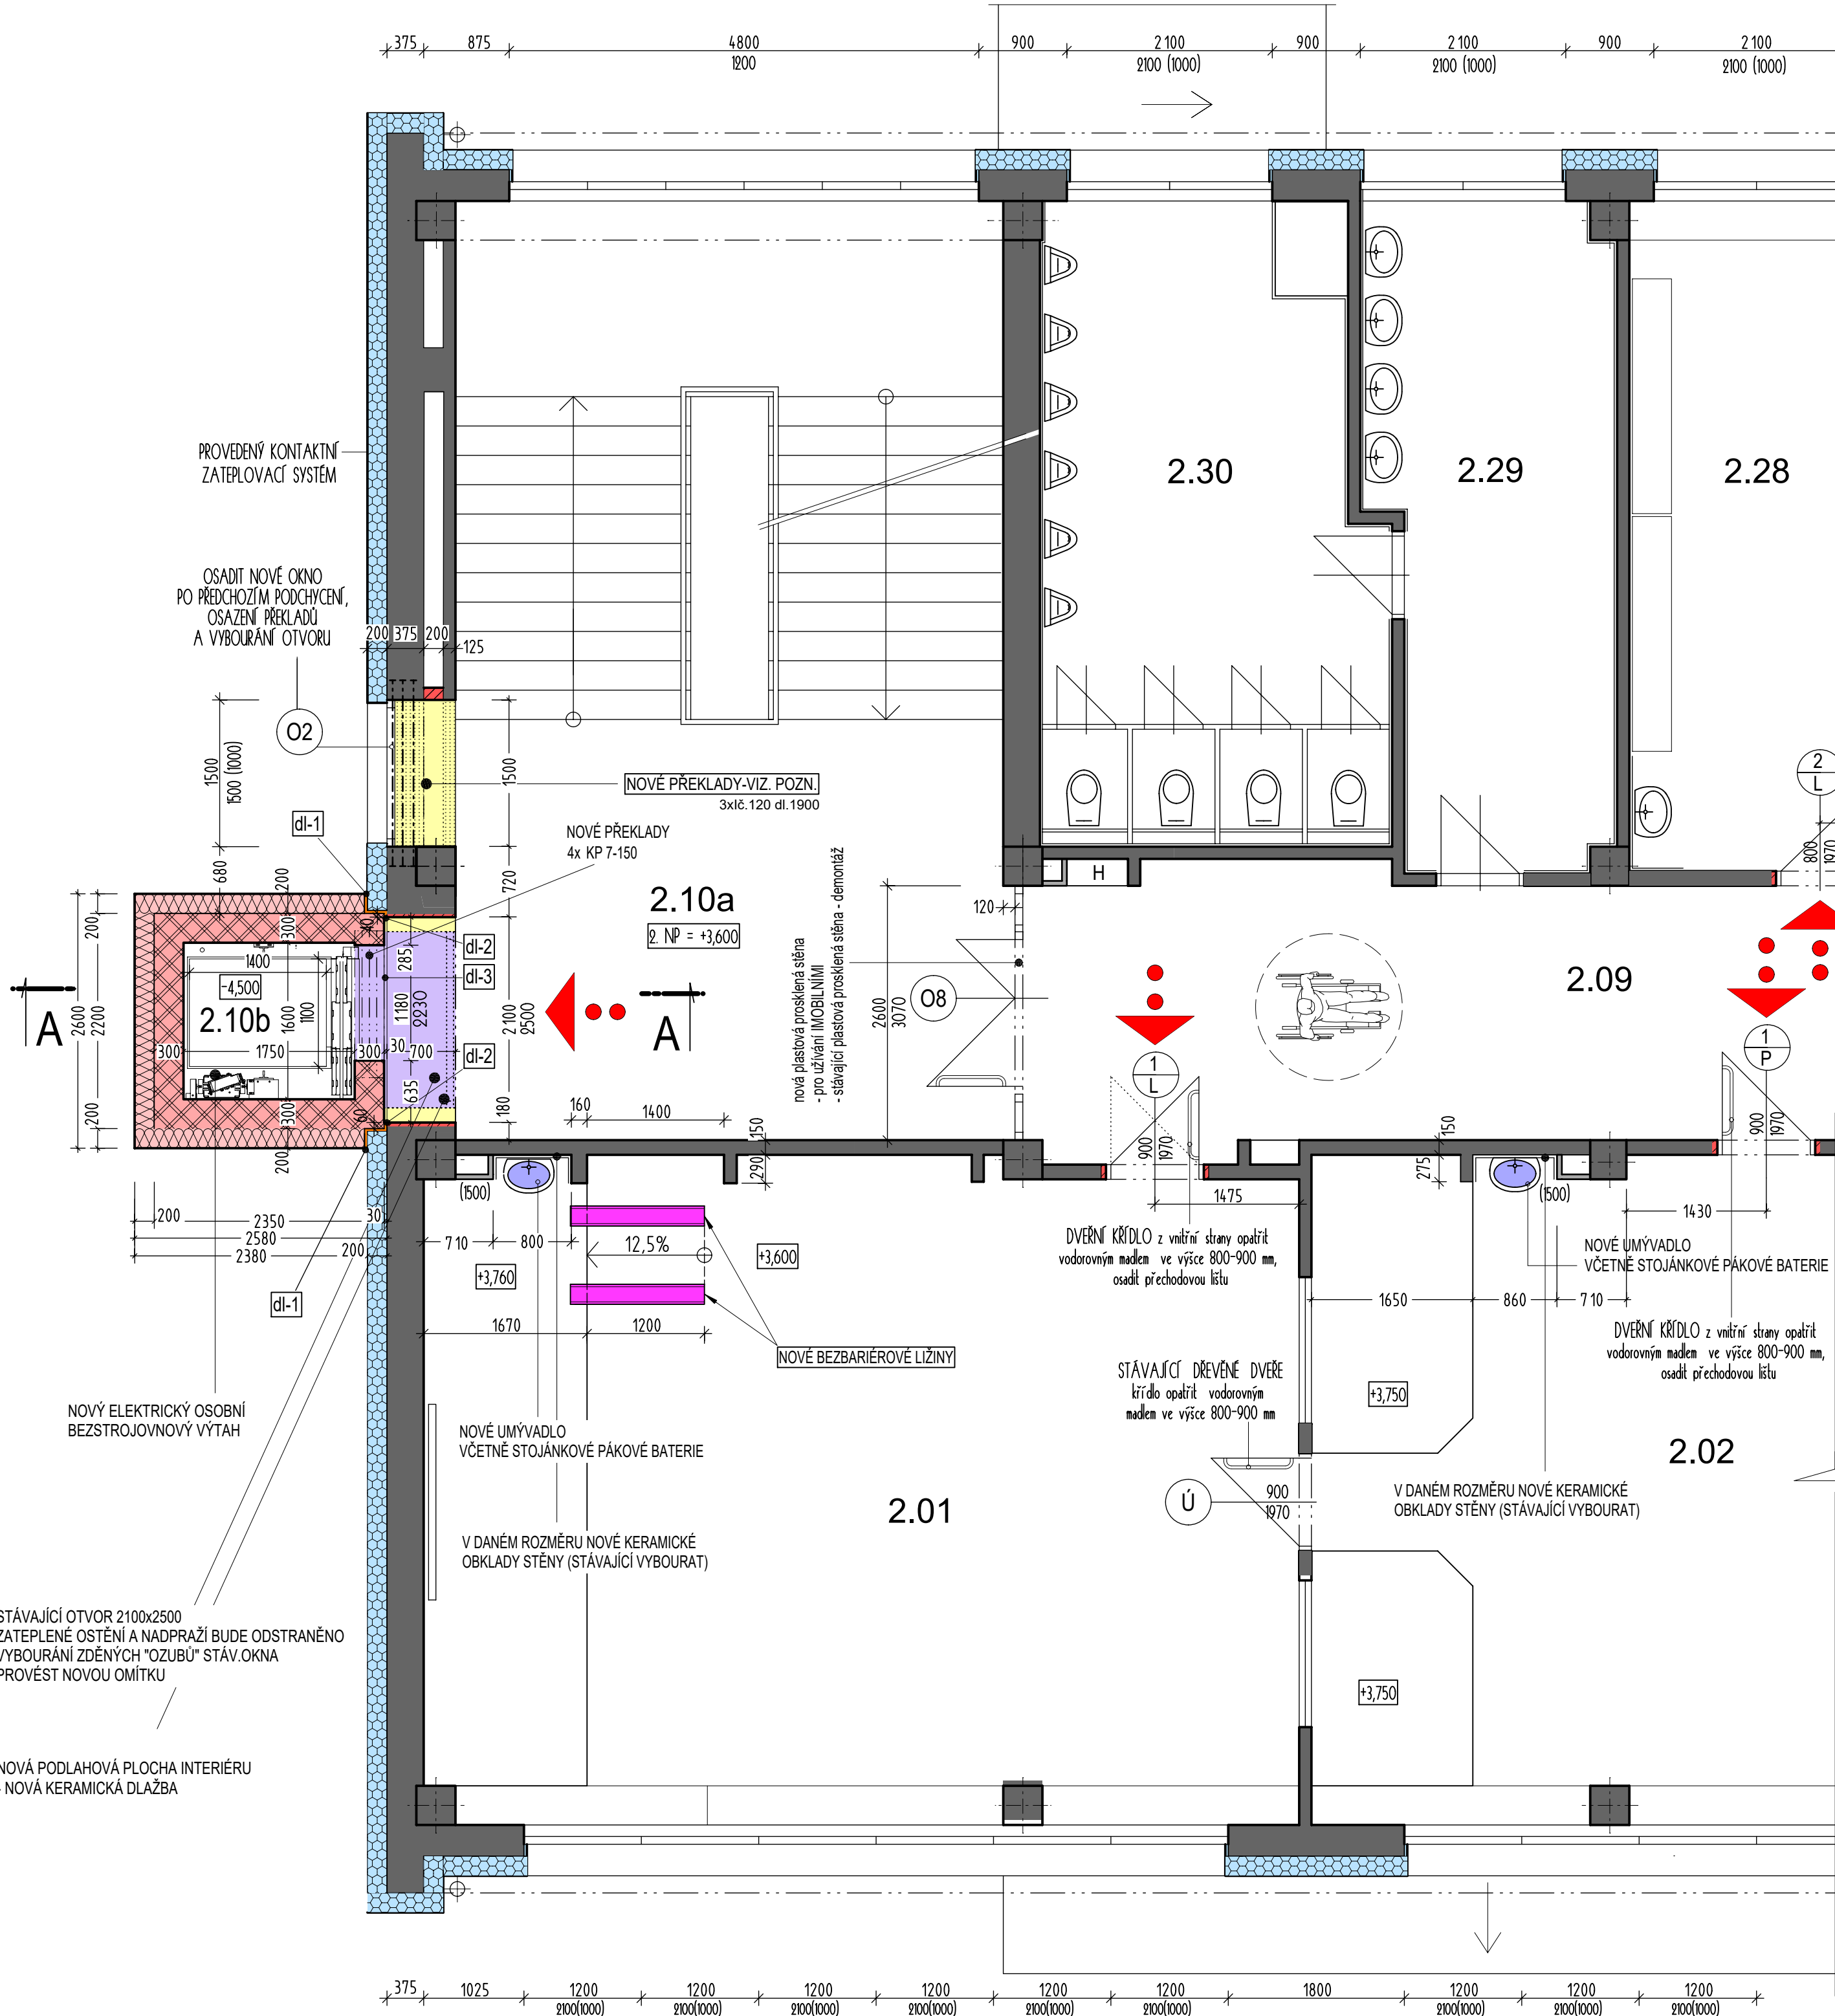 375 875 4800 900 2100 900 2100 900 2100
1200 2100 (1000) 2100 (1000) 2100 (1000)
PROVEDENÝ KONTAKTNÍ
ZATEPLOVACÍ SYSTÉM
2.30
2.29
2.28
OSADIT NOVÉ OKNO
PO PŘEDCHOZÍM PODCHYCENÍ,
OSAZENÍ PŘEKLADŮ
A VYBOURÁNÍ OTVORU
200 375 200
125
O2
1500
1500 (1000)
1500
NOVÉ PŘEKLADY-VIZ. POZN.
3xIč.120 dl.1900
2
L
800
1970
dl-1
NOVÉ PŘEKLADY
4x KP 7-150
680
200
720
H
2.10a
2. NP = +3,600
120
nová plastová prosklená stěna
- pro užívání IMOBILNÍMI
- stávající plastová prosklená stěna - demontáž
2600
3070
O8
2.09
A
2600
2200
200
200
300
1400
-4,500
2.10b
1600
1100
300
1750
300
300
200
40
60
285
1180
2230
30
700
635
dl-2
dl-3
dl-2
2100
2500
180
A
160
1400
150
290
1
L
900
1970
1475
1
P
900
1970
150
275
1430
200
2350
30
2580
2380
200
dl-1
(1500)
710
800
12,5%
+3,760
+3,600
1670
1200
NOVÉ BEZBARIÉROVÉ LIŽINY
DVEŘNÍ KŘÍDLO z vnitřní strany opatřit
vodorovným madlem ve výšce 800-900 mm,
osadit přechodovou lištu
(1500)
NOVÉ UMÝVADLO
VČETNĚ STOJÁNKOVÉ PÁKOVÉ BATERIE
1650
860
710
DVEŘNÍ KŘÍDLO z vnitřní strany opatřit
vodorovným madlem ve výšce 800-900 mm,
osadit přechodovou lištu
STÁVAJÍCÍ DŘEVĚNÉ DVEŘE
křídlo opatřit vodorovným
madlem ve výšce 800-900 mm
+3,750
NOVÝ ELEKTRICKÝ OSOBNÍ
BEZSTROJOVNOVÝ VÝTAH
NOVÉ UMÝVADLO
VČETNĚ STOJÁNKOVÉ PÁKOVÉ BATERIE
2.02
2.01
Ú
900
1970
V DANÉM ROZMĚRU NOVÉ KERAMICKÉ
OBKLADY STĚNY (STÁVAJÍCÍ VYBOURAT)
V DANÉM ROZMĚRU NOVÉ KERAMICKÉ
OBKLADY STĚNY (STÁVAJÍCÍ VYBOURAT)
STÁVAJÍCÍ OTVOR 2100x2500
ZATEPLENÉ OSTĚNÍ A NADPRAŽÍ BUDE ODSTRANĚNO
VYBOURÁNÍ ZDĚNÝCH "OZUBŮ" STÁV.OKNA
PROVÉST NOVOU OMÍTKU
+3,750
NOVÁ PODLAHOVÁ PLOCHA INTERIÉRU
- NOVÁ KERAMICKÁ DLAŽBA
375 1025 1200 1200 1200 1200 1200 1200 1800 1200 1200 1200
2100(1000) 2100(1000) 2100(1000) 2100(1000) 2100(1000) 2100(1000) 2100(1000) 2100(1000) 2100(1000)